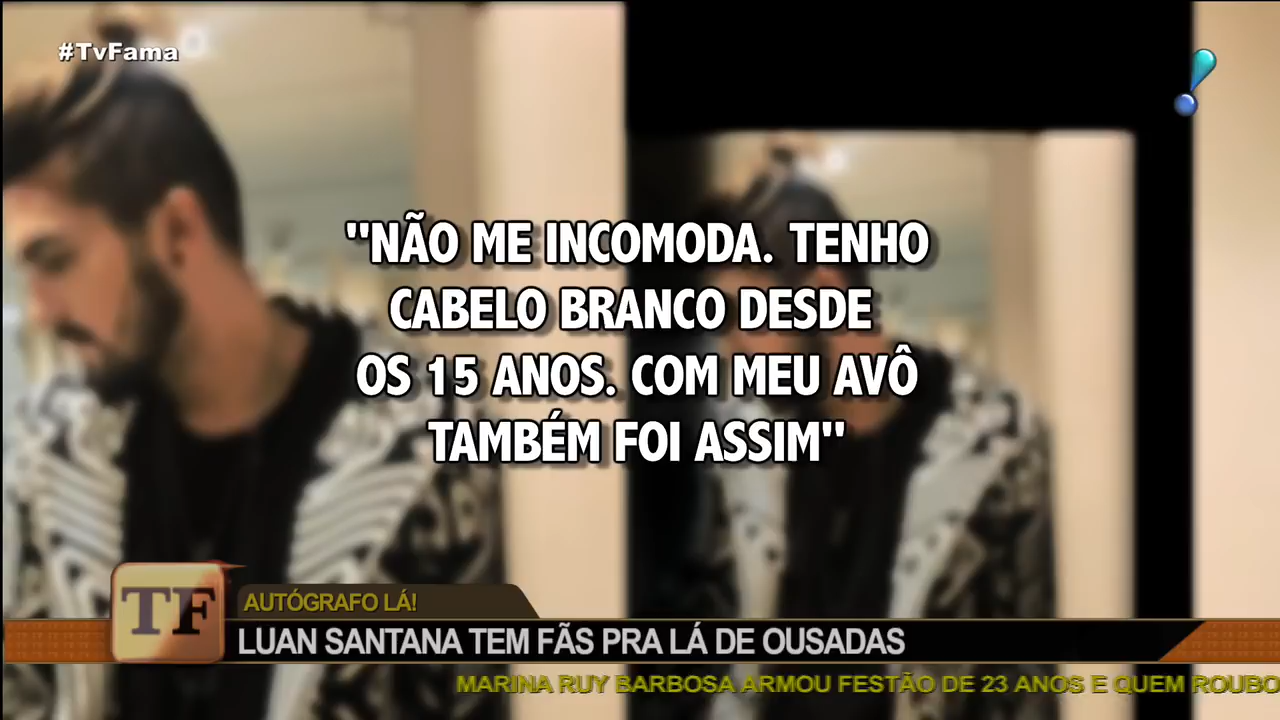 #TvFama
"NÃO ME INCOMODA. TENHO
CABELO BRANCO DESDE
OS 15 ANOS. COM MEU AVÔ
TAMBÉM FOI ASSIM"
TF
AUTÓGRAFO LÁ!
LUAN SANTANA TEM FÃS PRA LÁ DE OUSADAS
MARINA RUY BARBOSA ARMOU FESTÃO DE 23 ANOS E QUEM ROUBO